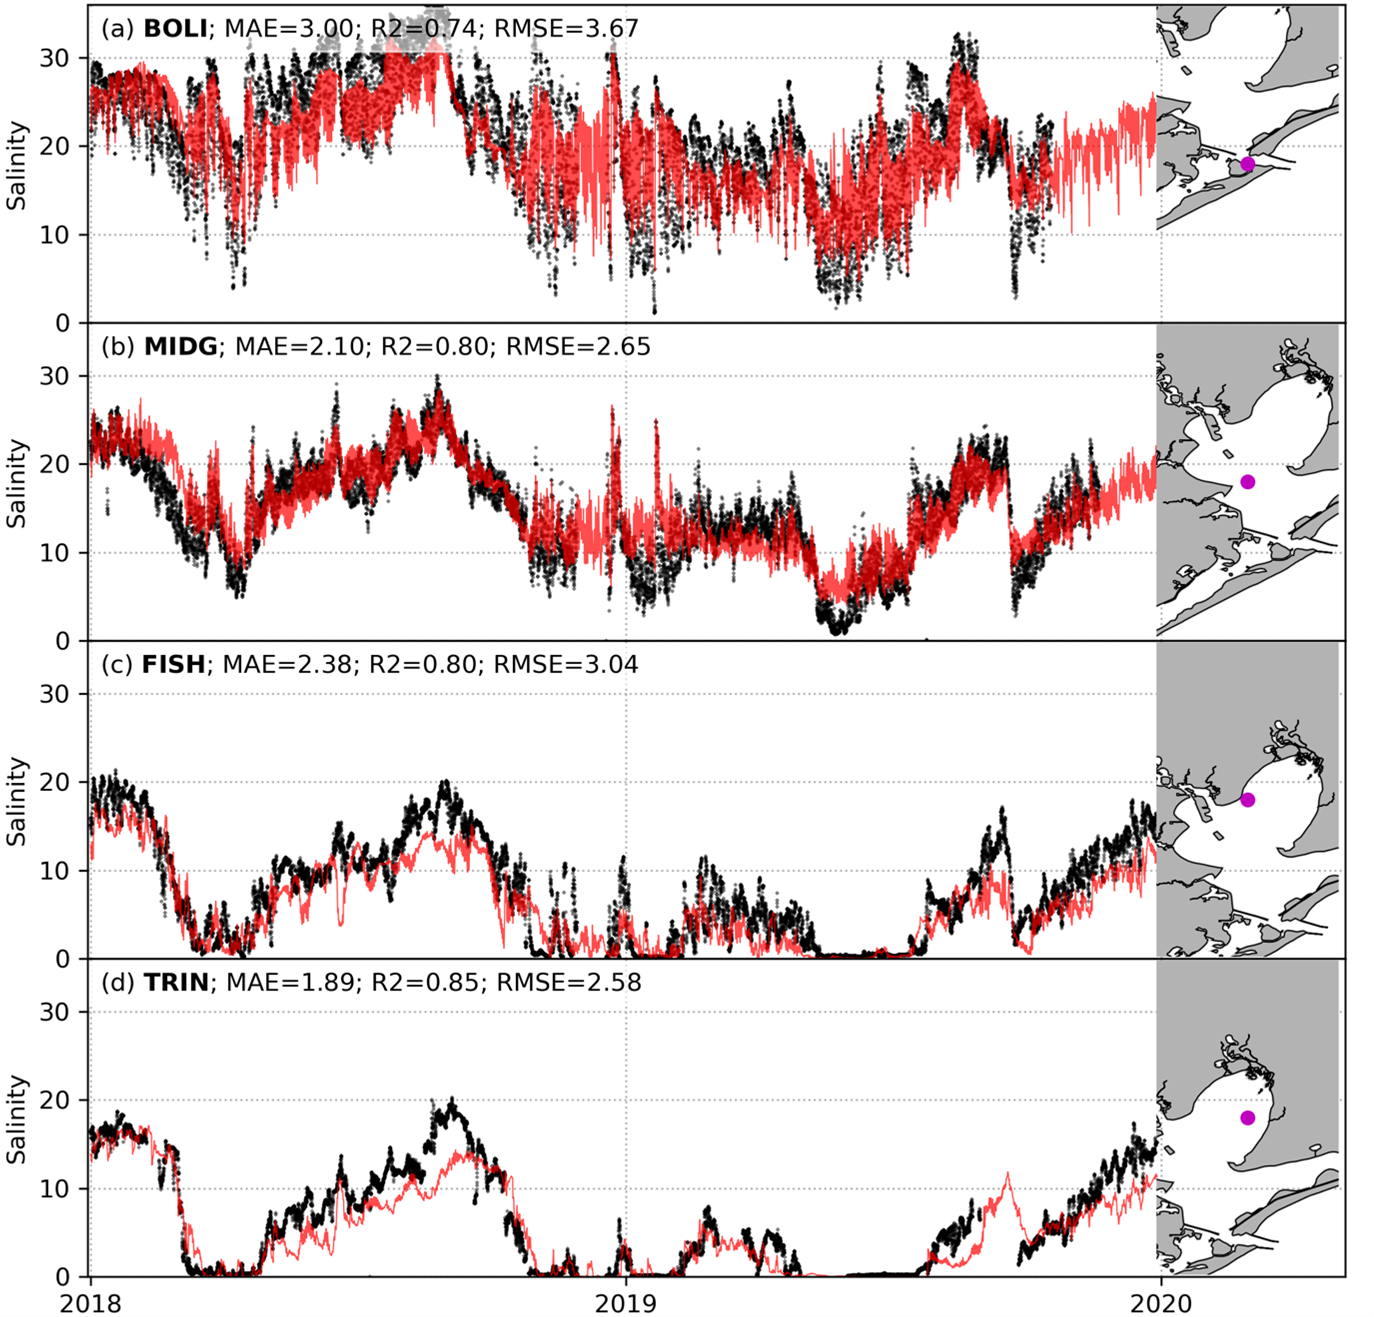 (a) BOLI; MAE=3.00; R2=0.74; RMSE=3.67
30
20
10
0
Salinity
(b) MIDG; MAE=2.10; R2=0.80; RMSE=2.65
30
20
10
0
Salinity
(c) FISH; MAE=2.38; R2=0.80; RMSE=3.04
30
20
10
0
Salinity
(d) TRIN; MAE=1.89; R2=0.85; RMSE=2.58
30
20
10
0
Salinity
2018 2019 2020